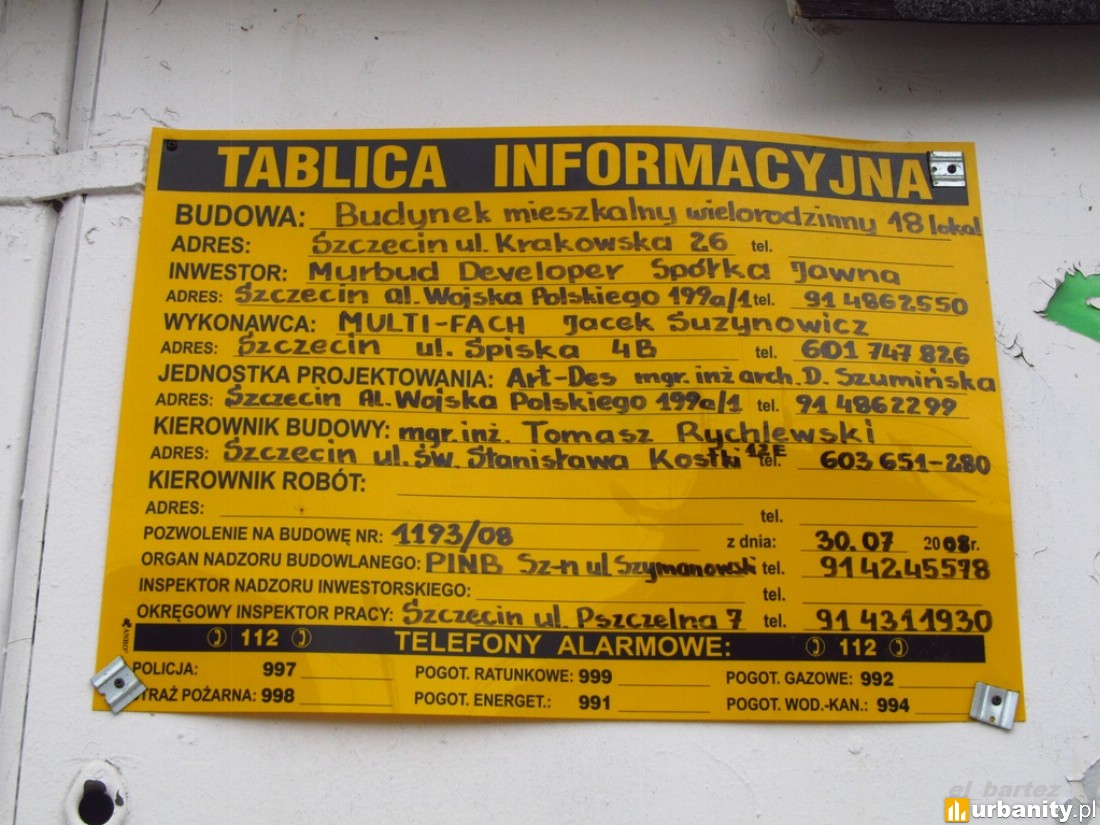 TABLICA INFORMACYJNA
BUDOWA: Budynek mieszkalny wielorodzinny 18 lokal
ADRES: Szczecin ul. Krakowska 26 tel.
INWESTOR: Murbud Developer Spółka Jawna
ADRES: Szczecin al. Wojska Polskiego 199a/1 tel. 91 4862550
WYKONAWCA: MULTI-FACH Jacek Suzynowicz
ADRES: Szczecin ul. Spiska 4B tel. 601 747 826
JEDNOSTKA PROJEKTOWANIA: Art-Des mgr. inż arch. D. Szumińska
ADRES: Szczecin Al. Wojska Polskiego 199a/1 tel. 91 4862299
KIEROWNIK BUDOWY: mgr. inż. Tomasz Rychlewski
ADRES: Szczecin ul. Św. Stanisława Kostki 12E tel. 603 651-280
KIEROWNIK ROBÓT:
ADRES: tel.
POZWOLENIE NA BUDOWĘ NR: 1193/08 z dnia: 30.07 2008r.
ORGAN NADZORU BUDOWLANEGO: PINB Sz-n ul Szymanowski tel. 91 4245578
INSPEKTOR NADZORU INWESTORSKIEGO: tel.
OKRĘGOWY INSPEKTOR PRACY: Szczecin ul. Pszczelna 7 tel. 91 4311930
112 TELEFONY ALARMOWE: 112
POLICJA: 997 POGOT. RATUNKOWE: 999 POGOT. GAZOWE: 992
STRAŻ POŻARNA: 998 POGOT. ENERGET.: 991 POGOT. WOD.-KAN.: 994
el bartez
urbanity.pl